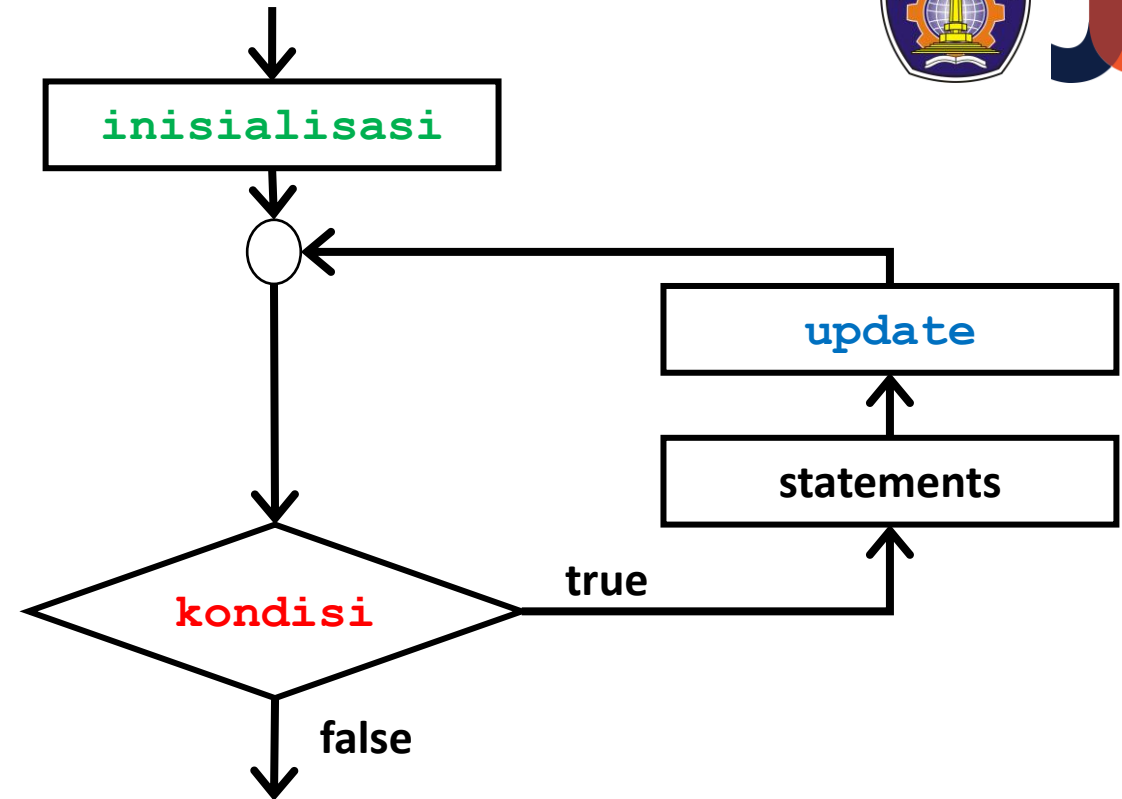 inisialisasi
update
statements
true
kondisi
false